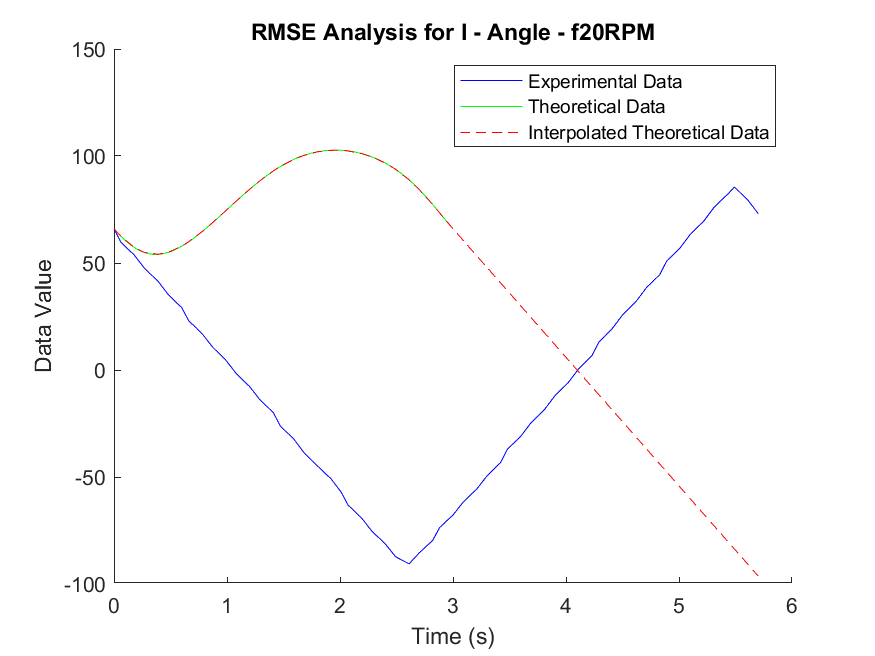 RMSE Analysis for I - Angle - f20RPM
150
100
50
0
-50
-100
Data Value
Experimental Data
Theoretical Data
Interpolated Theoretical Data
0 1 2 3 4 5 6
Time (s)